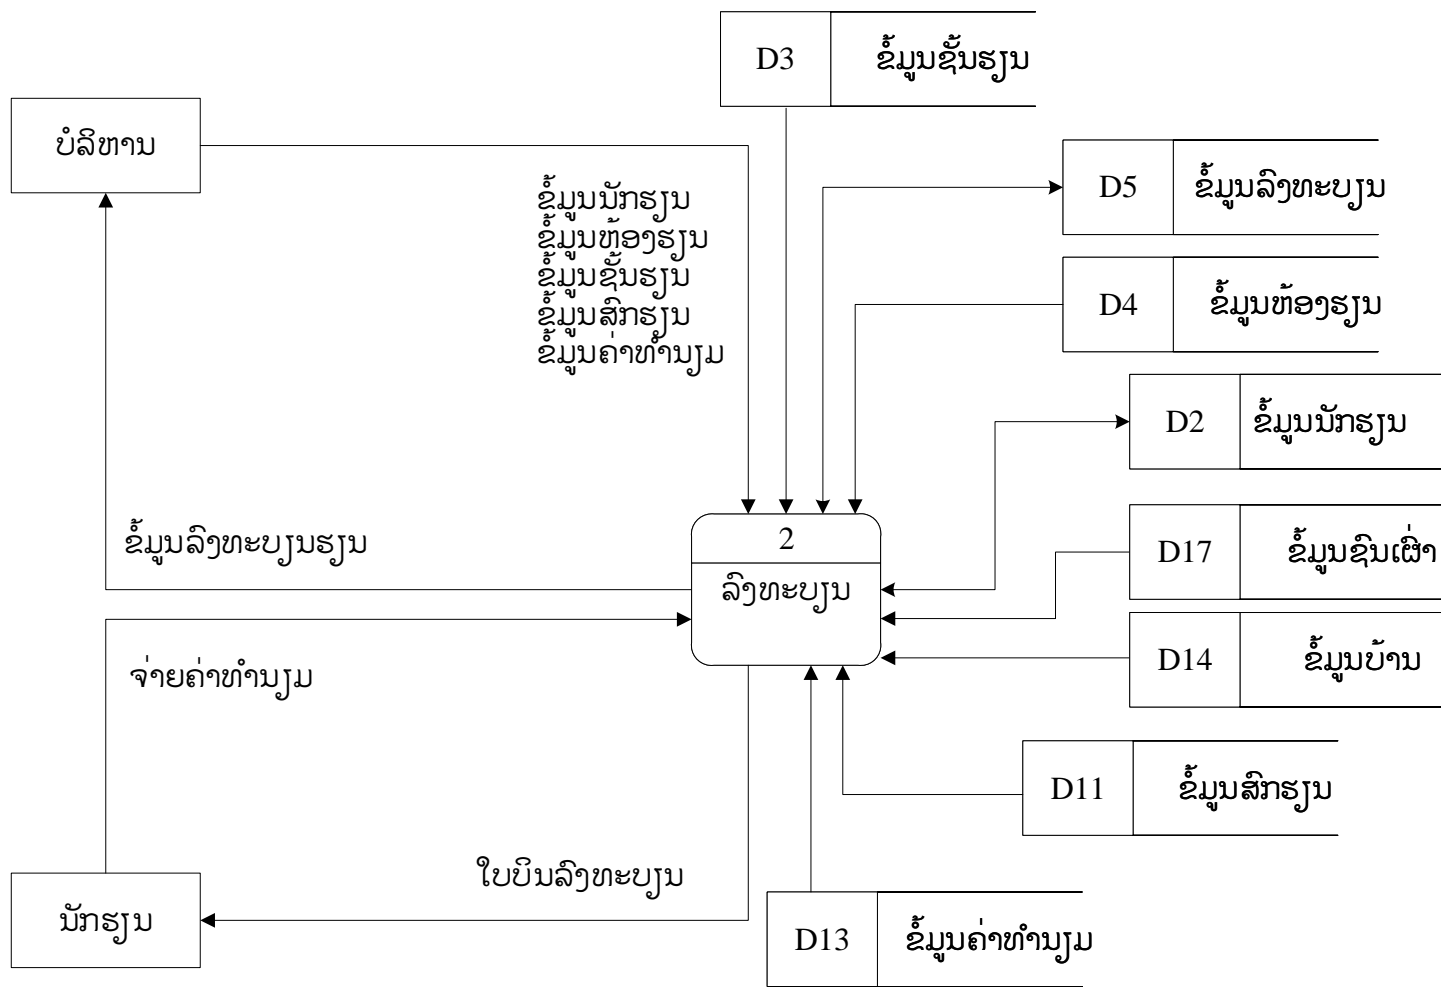 D3 ຂໍ້ມູນຊັ້ນຮຽນ
ບໍລິຫານ
D5 ຂໍ້ມູນລົງທະບຽນ
ຂໍ້ມູນນັກຮຽນ
ຂໍ້ມູນຫ້ອງຮຽນ
ຂໍ້ມູນຊັ້ນຮຽນ
ຂໍ້ມູນສົກຮຽນ
ຂໍ້ມູນຄ່າທຳນຽມ
D4 ຂໍ້ມູນຫ້ອງຮຽນ
D2 ຂໍ້ມູນນັກຮຽນ
2
ລົງທະບຽນ
ຂໍ້ມູນລົງທະບຽນຮຽນ
D17 ຂໍ້ມູນຊົນເຜົ່າ
D14 ຂໍ້ມູນບ້ານ
ຈ່າຍຄ່າທຳນຽມ
D11 ຂໍ້ມູນສົກຮຽນ
ໃບບິນລົງທະບຽນ
ນັກຮຽນ
D13 ຂໍ້ມູນຄ່າທຳນຽມ